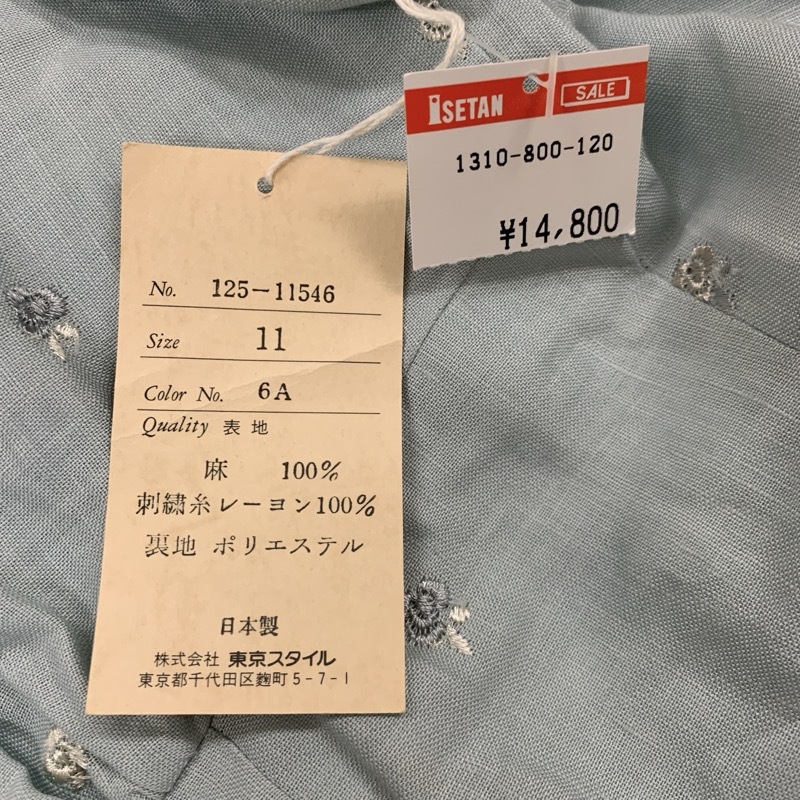 ISETAN SALE
1310-800-120
¥14,800
No. 125-11546
Size 11
Color No. 6A
Quality 表地
麻 100%
刺繍糸レーヨン100%
裏地 ポリエステル
日本製
株式会社 東京スタイル
東京都千代田区麹町5-7-1